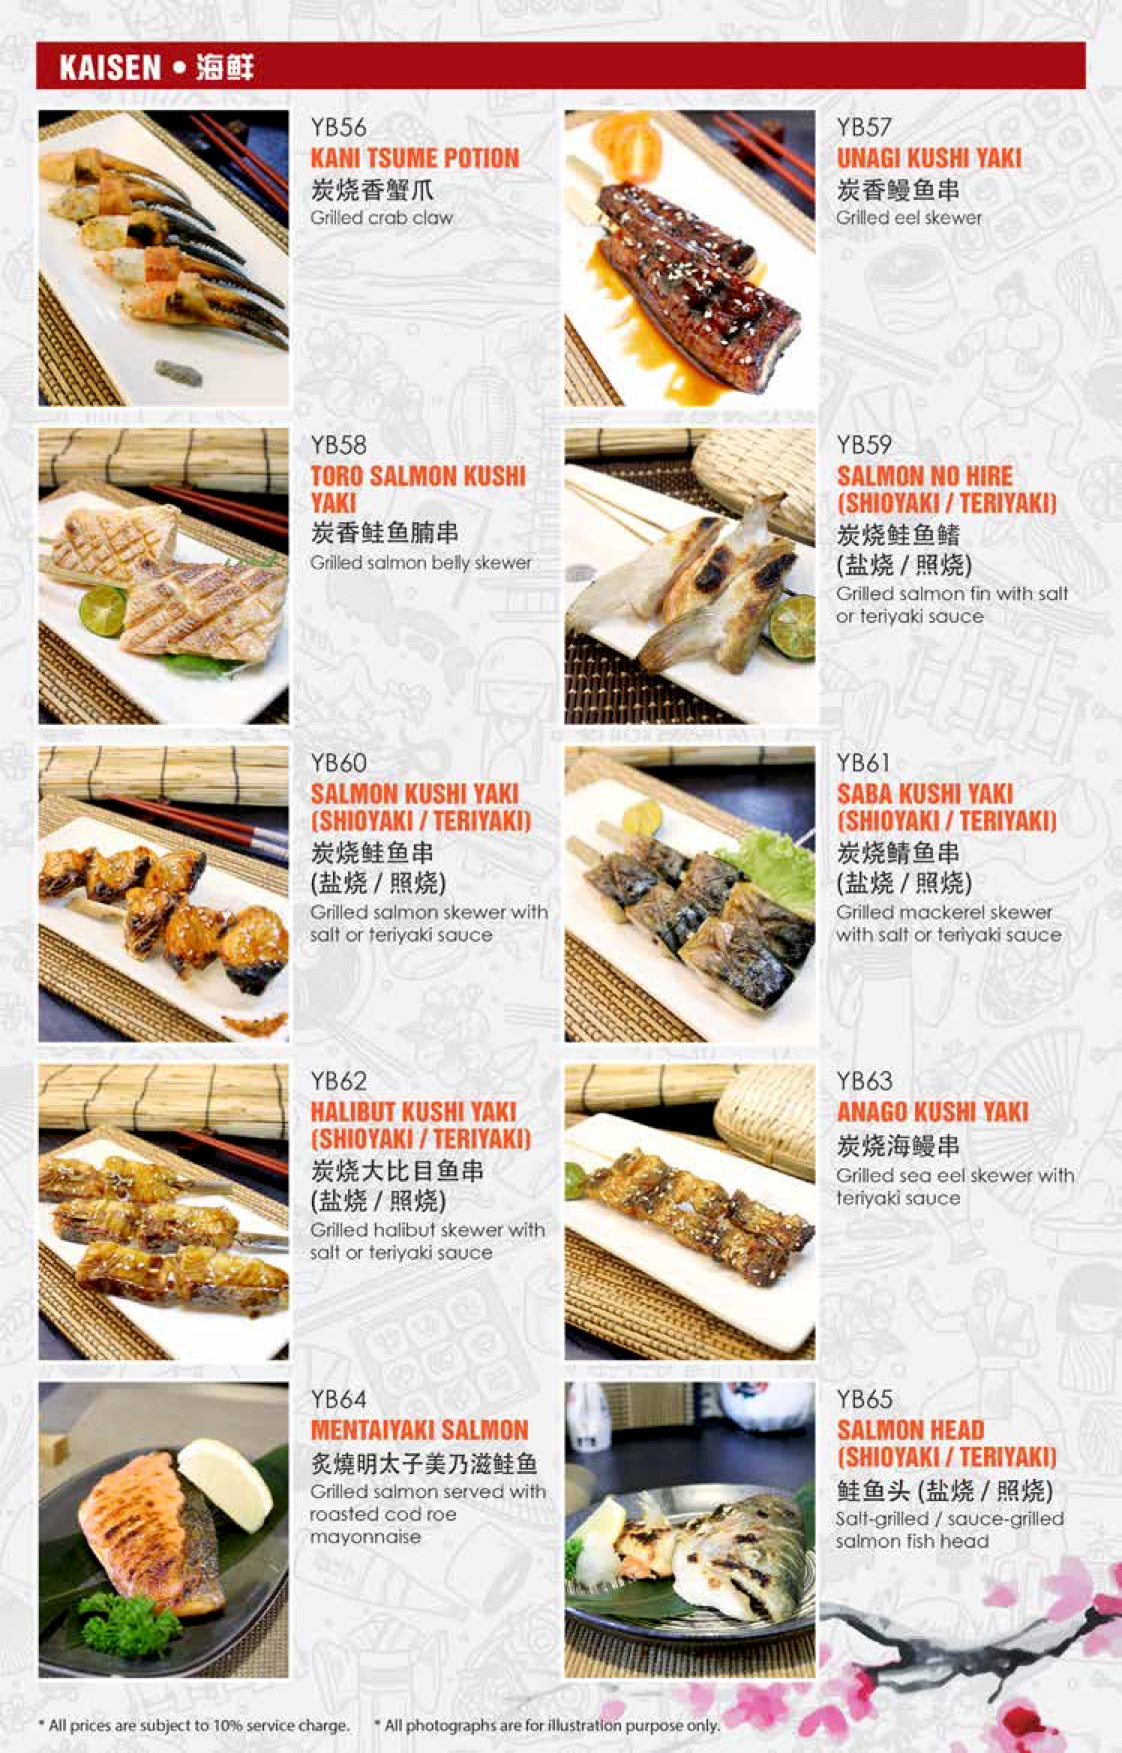 KAISEN • 海鲜
YB56
KANI TSUME POTION
炭烧香蟹爪
Grilled crab claw
YB57
UNAGI KUSHI YAKI
炭香鳗鱼串
Grilled eel skewer
YB58
TORO SALMON KUSHI
YAKI
炭香鲑鱼腩串
Grilled salmon belly skewer
YB59
SALMON NO HIRE
(SHIOYAKI / TERIYAKI)
炭烧鲑鱼鳍
(盐烧 / 照烧)
Grilled salmon fin with salt
or teriyaki sauce
YB60
SALMON KUSHI YAKI
(SHIOYAKI / TERIYAKI)
炭烧鲑鱼串
(盐烧 / 照烧)
Grilled salmon skewer with
salt or teriyaki sauce
YB61
SABA KUSHI YAKI
(SHIOYAKI / TERIYAKI)
炭烧鲭鱼串
(盐烧 / 照烧)
Grilled mackerel skewer
with salt or teriyaki sauce
YB62
HALIBUT KUSHI YAKI
(SHIOYAKI / TERIYAKI)
炭烧大比目鱼串
(盐烧 / 照烧)
Grilled halibut skewer with
salt or teriyaki sauce
YB63
ANAGO KUSHI YAKI
炭烧海鳗串
Grilled sea eel skewer with
teriyaki sauce
YB64
MENTAIYAKI SALMON
炙燒明太子美乃滋鲑鱼
Grilled salmon served with
roasted cod roe
mayonnaise
YB65
SALMON HEAD
(SHIOYAKI / TERIYAKI)
鲑鱼头 (盐烧 / 照烧)
Salt-grilled / sauce-grilled
salmon fish head
* All prices are subject to 10% service charge. * All photographs are for illustration purpose only.